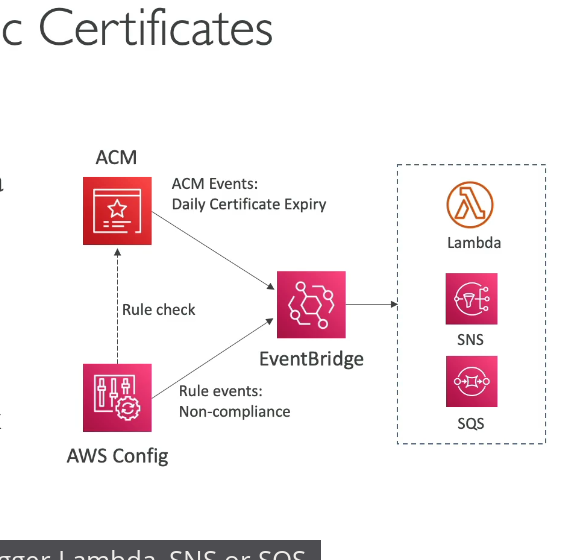 c Certificates
ACM
ACM Events:
Daily Certificate Expiry
Lambda
Rule check
SNS
EventBridge
Rule events:
Non-compliance
SQS
AWS Config
gger Lambda, SNS or SQS